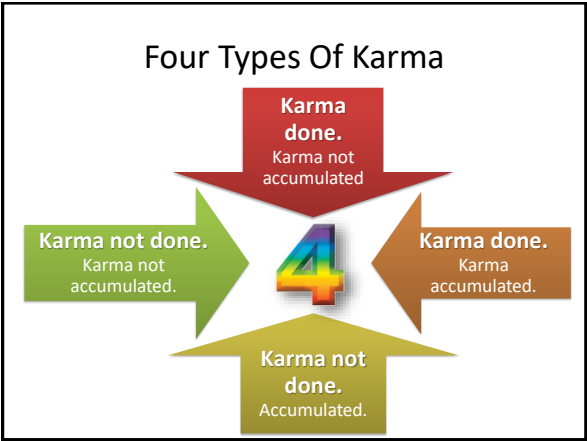 Four Types Of Karma
Karma
done.
Karma not
accumulated
Karma not done.
Karma not
accumulated.
4
Karma done.
Karma
accumulated.
Karma not
done.
Accumulated.